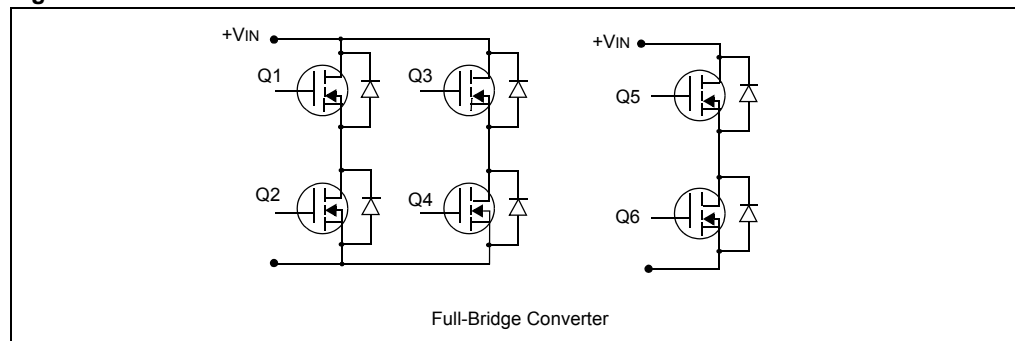 +VIN
+VIN
Q1
Q3
Q5
Q2
Q4
Q6
Full-Bridge Converter